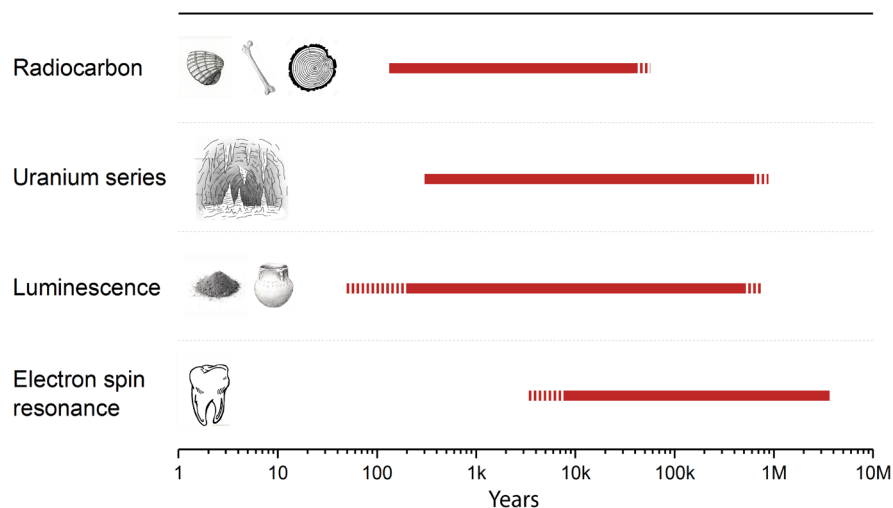 Radiocarbon
Uranium series
Luminescence
Electron spin
resonance
1 10 100 1k 10k 100k 1M 10M
Years